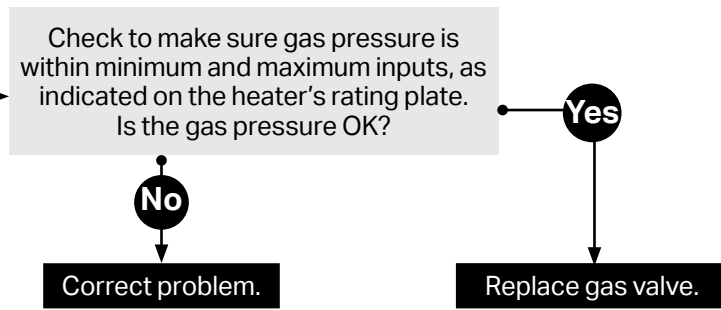 Check to make sure gas pressure is
within minimum and maximum inputs, as
indicated on the heater's rating plate.
Is the gas pressure OK?
Yes
No
Correct problem.
Replace gas valve.